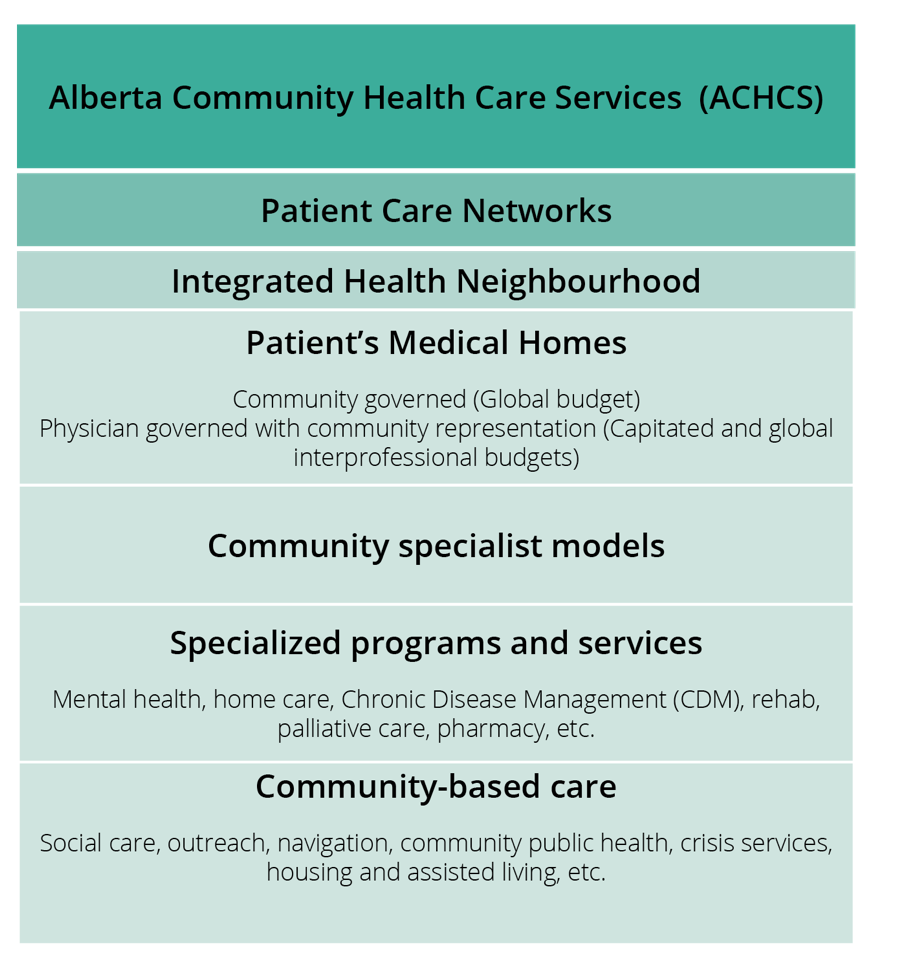 Alberta Community Health Care Services  (ACHCS)
Patient Care Networks
Integrated Health Neighbourhood
Patient’s Medical Homes
Community governed (Global budget)
Physician governed with community representation (Capitated and global
interprofessional budgets)
Community specialist models
Specialized programs and services
Mental health, home care, Chronic Disease Management (CDM), rehab,
palliative care, pharmacy, etc.
Community-based care
Social care, outreach, navigation, community public health, crisis services,
housing and assisted living, etc.